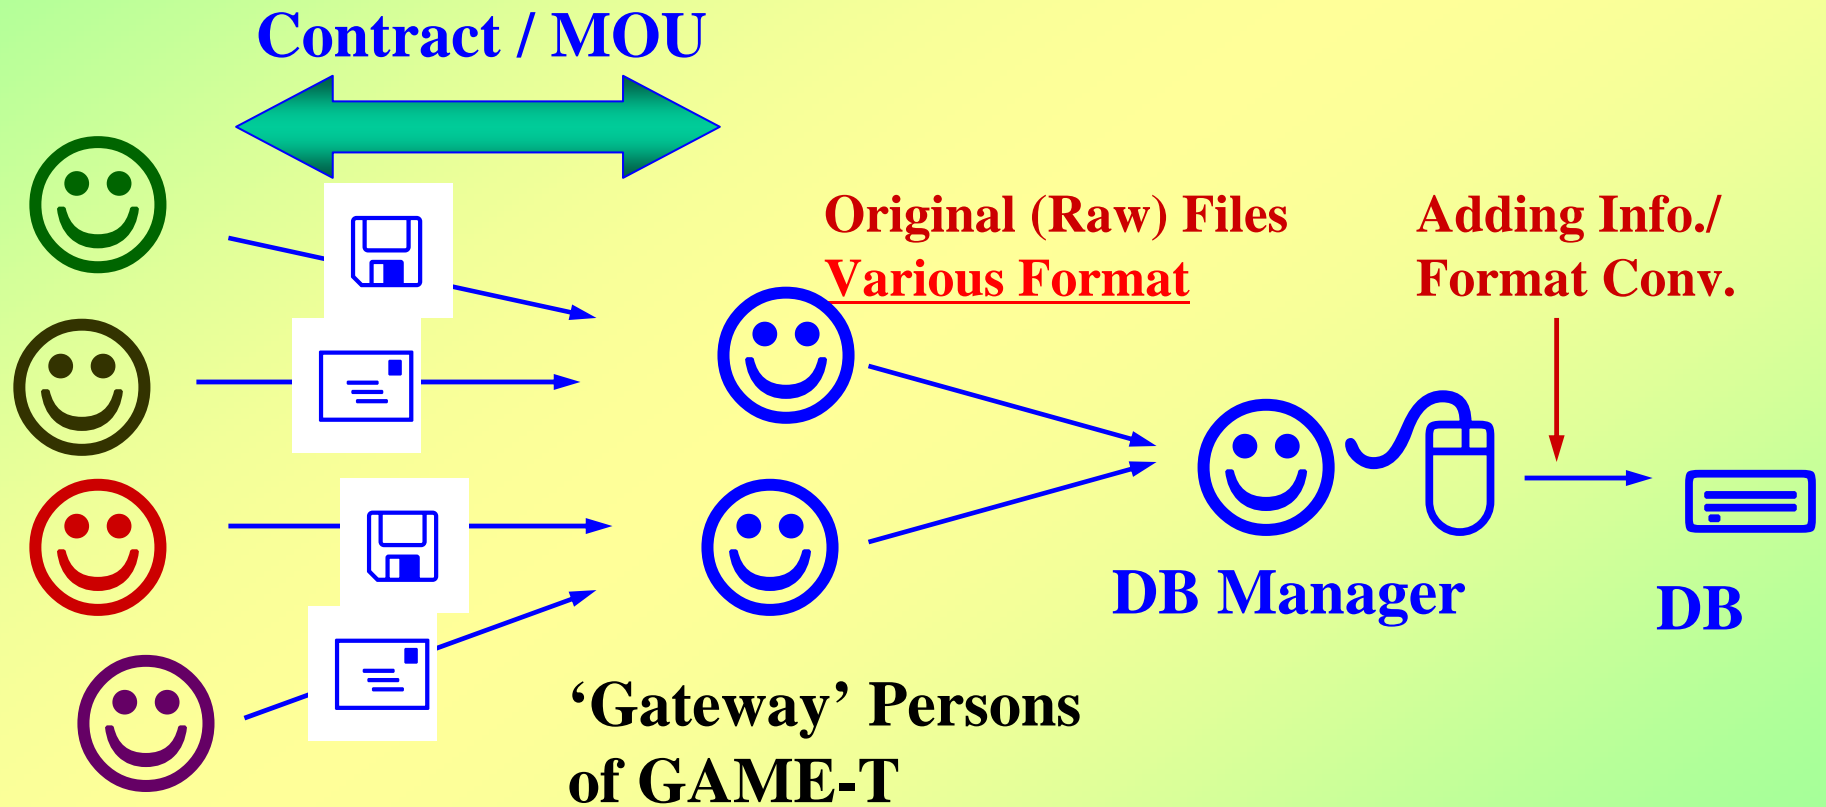 Contract / MOU
Original (Raw) Files
Various Format
Adding Info./
Format Conv.
DB Manager
DB
‘Gateway’ Persons
of GAME-T